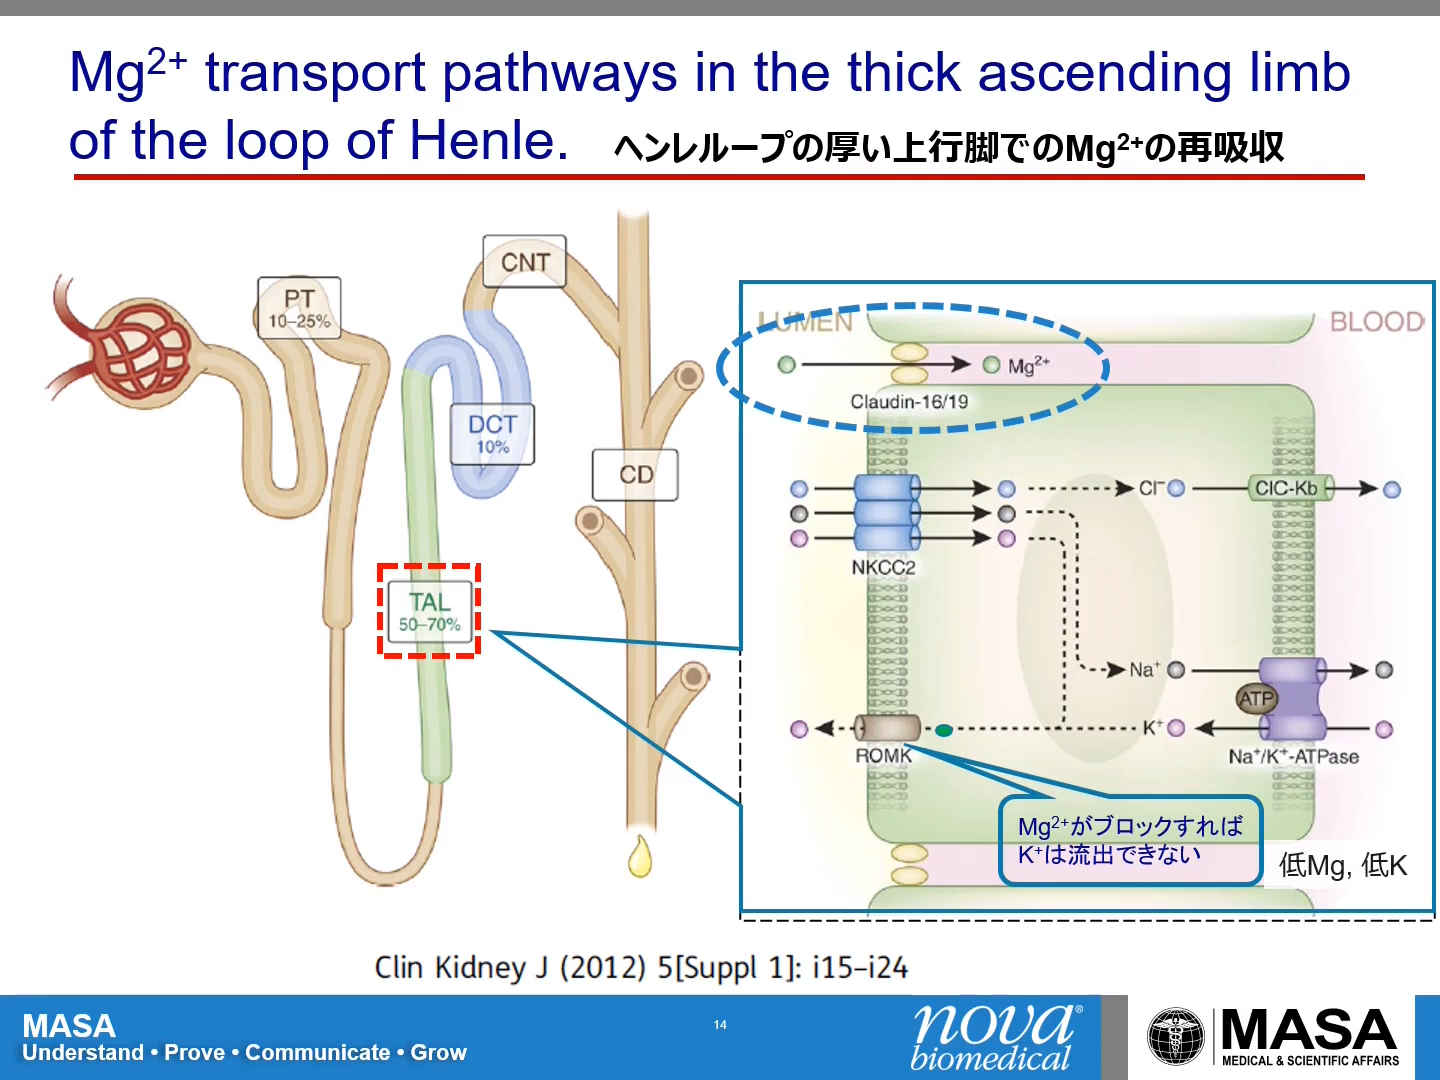 Mg²⁺ transport pathways in the thick ascending limb
of the loop of Henle. ヘンレループの厚い上行脚でのMg²⁺の再吸収
CNT
PT
10–25%
DCT
10%
CD
TAL
50–70%
LUMEN
BLOOD
Mg²⁺
Claudin-16/19
Cl⁻
ClC-Kb
NKCC2
Na⁺
ATP
K⁺
ROMK
Na⁺/K⁺-ATPase
Mg²⁺がブロックすれば
K⁺は流出できない
低Mg, 低K
Clin Kidney J (2012) 5[Suppl 1]: i15–i24
MASA
Understand • Prove • Communicate • Grow
14
nova®
biomedical
MASA
MEDICAL & SCIENTIFIC AFFAIRS